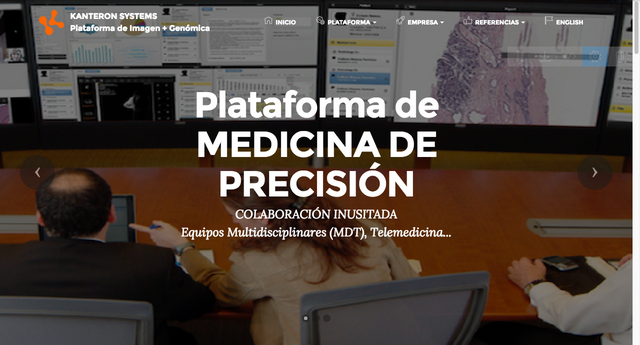 KANTERON SYSTEMS
Plataforma de Imagen + Genómica
INICIO
PLATAFORMA
EMPRESA
REFERENCIAS
ENGLISH
Plataforma de
MEDICINA DE
PRECISIÓN
COLABORACIÓN INUSITADA
Equipos Multidisciplinares (MDT), Telemedicina...